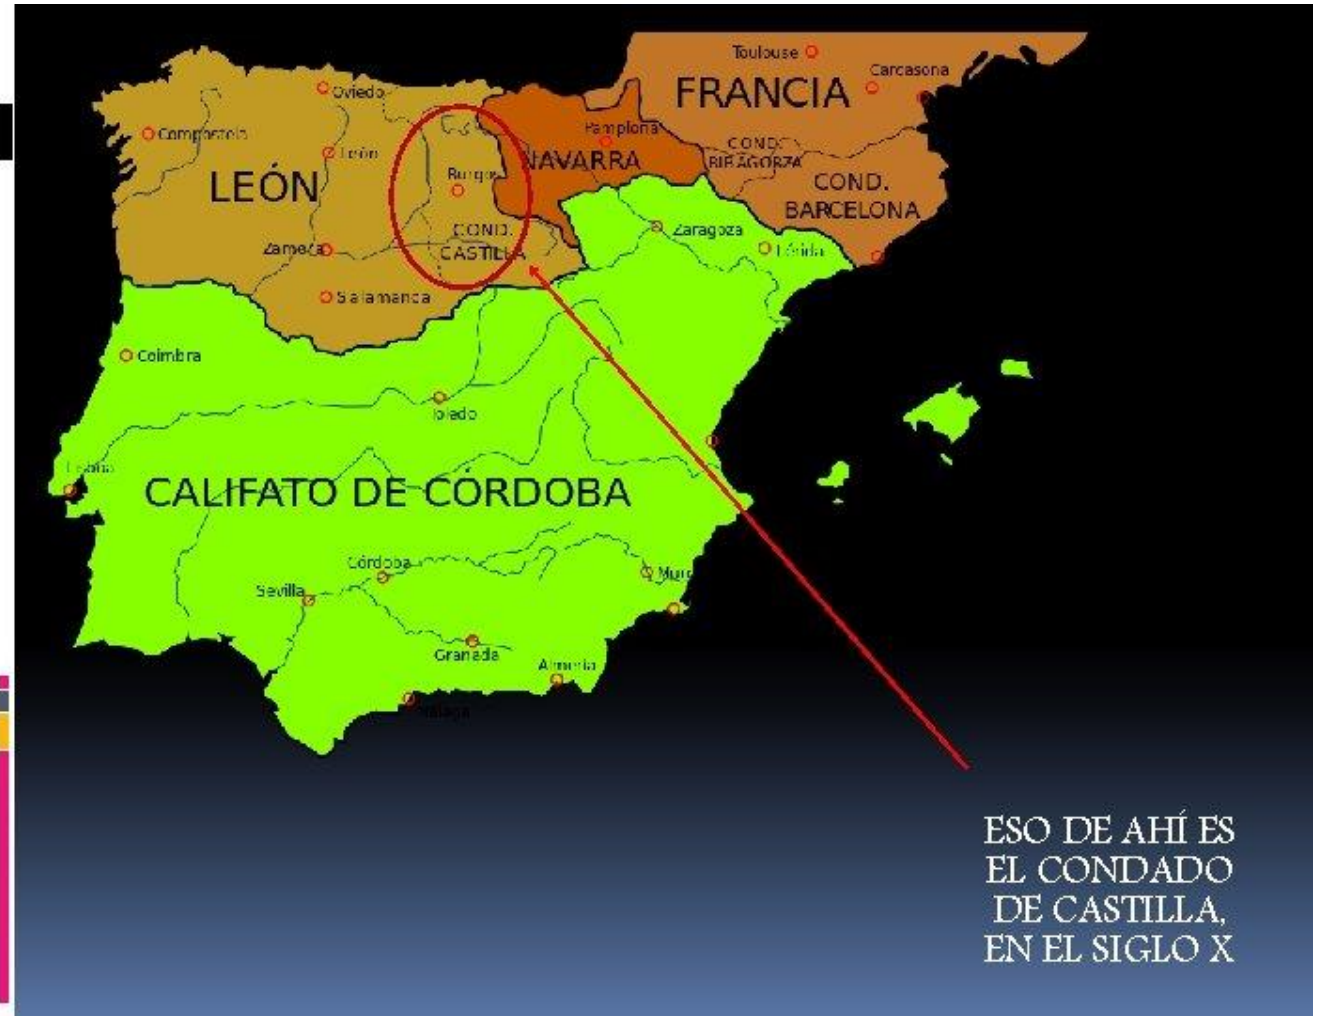 Toulouse
Carcasona
FRANCIA
Oviedo
Compostela
León
LEÓN
Burgos
Pamplona
NAVARRA
COND.
RIBAGORZA
COND.
BARCELONA
COND.
CASTILLA
Zamora
Zaragoza
Lérida
Salamanca
Coimbra
Toledo
Lisboa
CALIFATO DE CÓRDOBA
Córdoba
Sevilla
Murc
Granada
Almería
Málaga
ESO DE AHÍ ES
EL CONDADO
DE CASTILLA,
EN EL SIGLO X